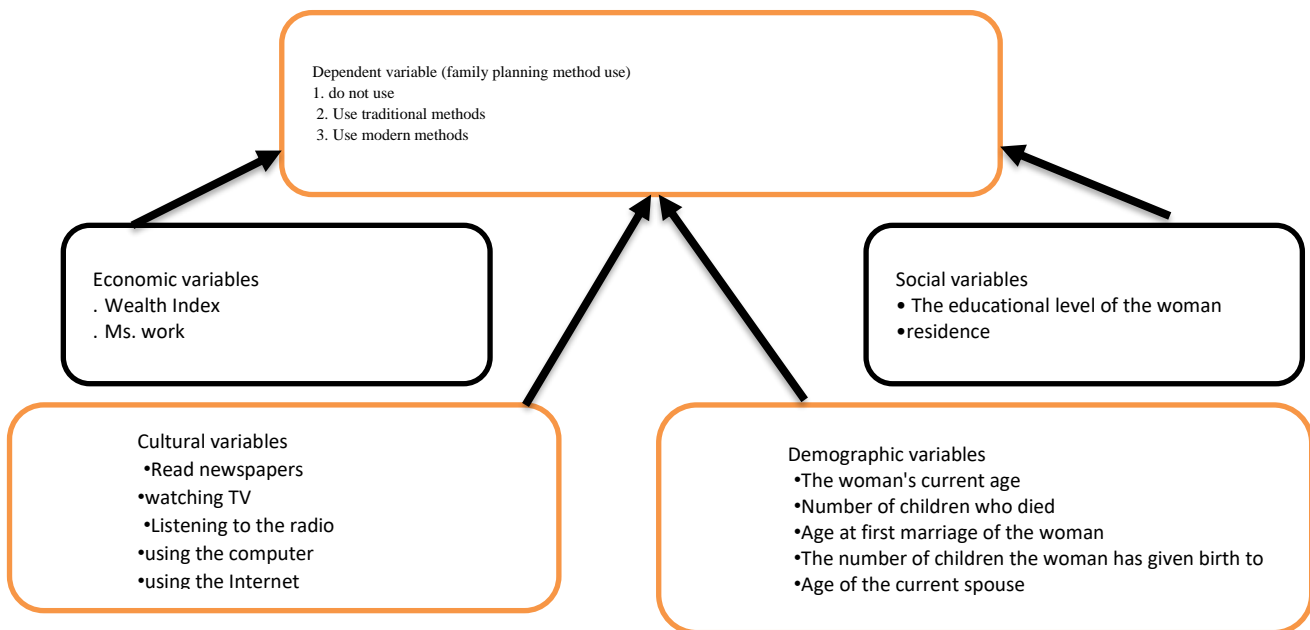 Dependent variable (family planning method use)
1. do not use
2. Use traditional methods
3. Use modern methods
Economic variables
. Wealth Index
. Ms. work
Social variables
• The educational level of the woman
•residence
Cultural variables
•Read newspapers
•watching TV
•Listening to the radio
•using the computer
•using the Internet
Demographic variables
•The woman's current age
•Number of children who died
•Age at first marriage of the woman
•The number of children the woman has given birth to
•Age of the current spouse